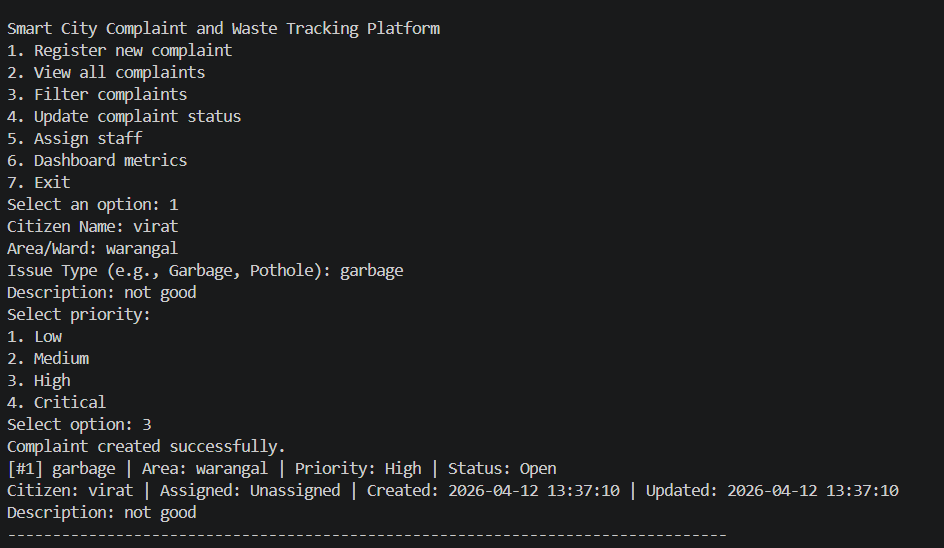 Smart City Complaint and Waste Tracking Platform
1. Register new complaint
2. View all complaints
3. Filter complaints
4. Update complaint status
5. Assign staff
6. Dashboard metrics
7. Exit
Select an option: 1
Citizen Name: virat
Area/Ward: warangal
Issue Type (e.g., Garbage, Pothole): garbage
Description: not good
Select priority:
1. Low
2. Medium
3. High
4. Critical
Select option: 3
Complaint created successfully.
[#1] garbage | Area: warangal | Priority: High | Status: Open
Citizen: virat | Assigned: Unassigned | Created: 2026-04-12 13:37:10 | Updated: 2026-04-12 13:37:10
Description: not good
--------------------------------------------------------------------------------